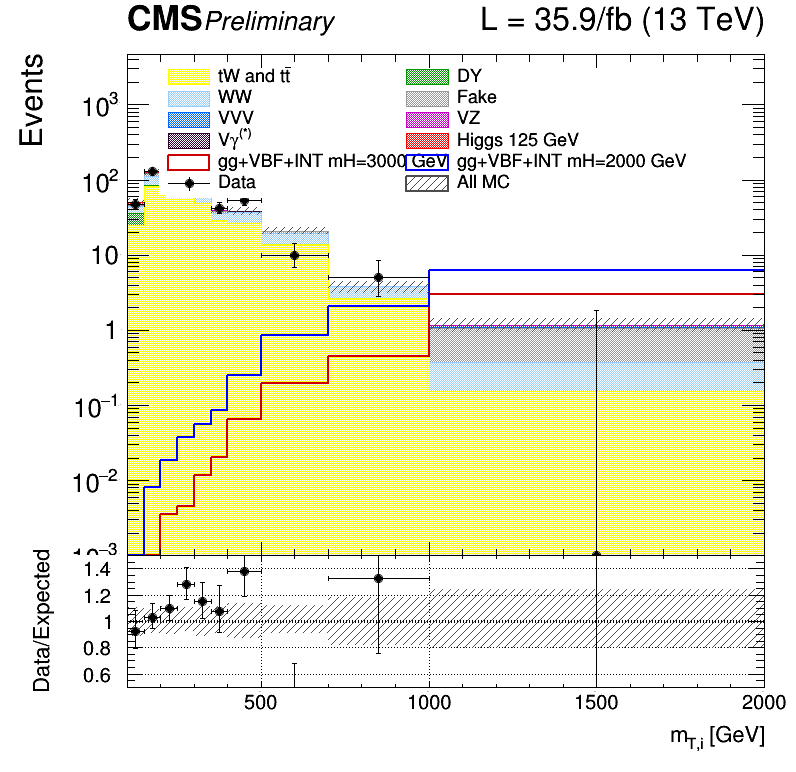 CMS Preliminary L = 35.9/fb (13 TeV)
Events
tW and tt̄ DY
WW Fake
VVV VZ
Vγ(*) Higgs 125 GeV
gg+VBF+INT mH=3000 GeV gg+VBF+INT mH=2000 GeV
Data All MC
10³
10²
10
1
10⁻¹
10⁻²
10⁻³
Data/Expected
1.4
1.2
1
0.8
0.6
500 1000 1500 2000
m_T,i [GeV]